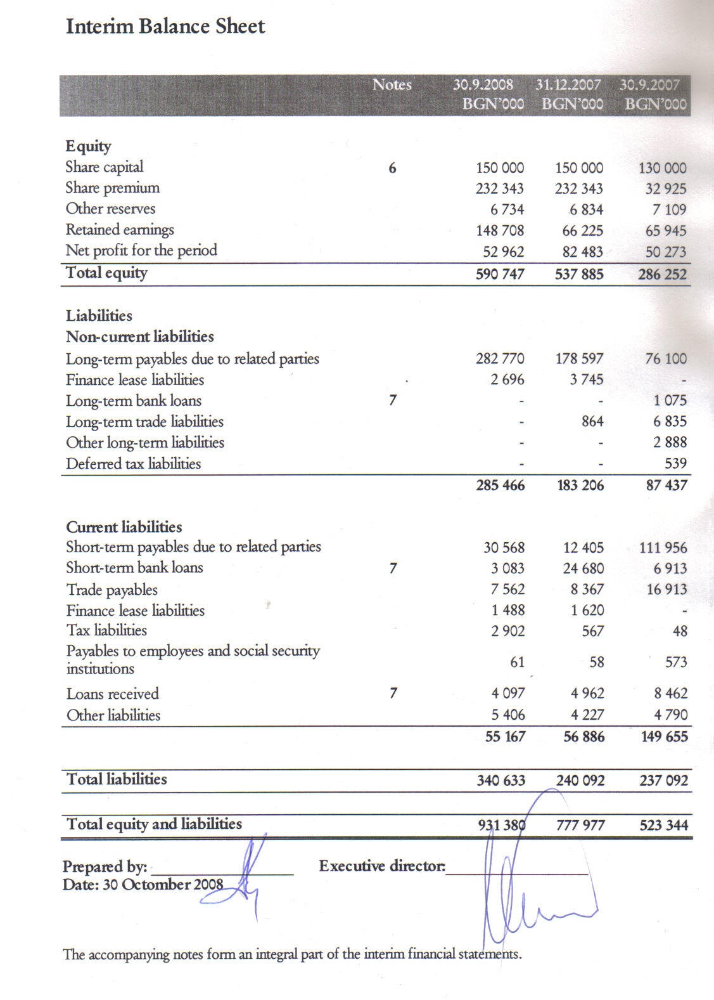 Interim Balance Sheet
Notes 30.9.2008 31.12.2007 30.9.2007
BGN'000 BGN'000 BGN'000
Equity
Share capital 6 150 000 150 000 130 000
Share premium 232 343 232 343 32 925
Other reserves 6 734 6 834 7 109
Retained earnings 148 708 66 225 65 945
Net profit for the period 52 962 82 483 50 273
Total equity 590 747 537 885 286 252
Liabilities
Non-current liabilities
Long-term payables due to related parties 282 770 178 597 76 100
Finance lease liabilities 2 696 3 745 -
Long-term bank loans 7 - - 1 075
Long-term trade liabilities - 864 6 835
Other long-term liabilities - - 2 888
Deferred tax liabilities - - 539
285 466 183 206 87 437
Current liabilities
Short-term payables due to related parties 30 568 12 405 111 956
Short-term bank loans 7 3 083 24 680 6 913
Trade payables 7 562 8 367 16 913
Finance lease liabilities 1 488 1 620 -
Tax liabilities 2 902 567 48
Payables to employees and social security
institutions 61 58 573
Loans received 7 4 097 4 962 8 462
Other liabilities 5 406 4 227 4 790
55 167 56 886 149 655
Total liabilities 340 633 240 092 237 092
Total equity and liabilities 931 380 777 977 523 344
Prepared by: Executive director:
Date: 30 Octomber 2008
The accompanying notes form an integral part of the interim financial statements.